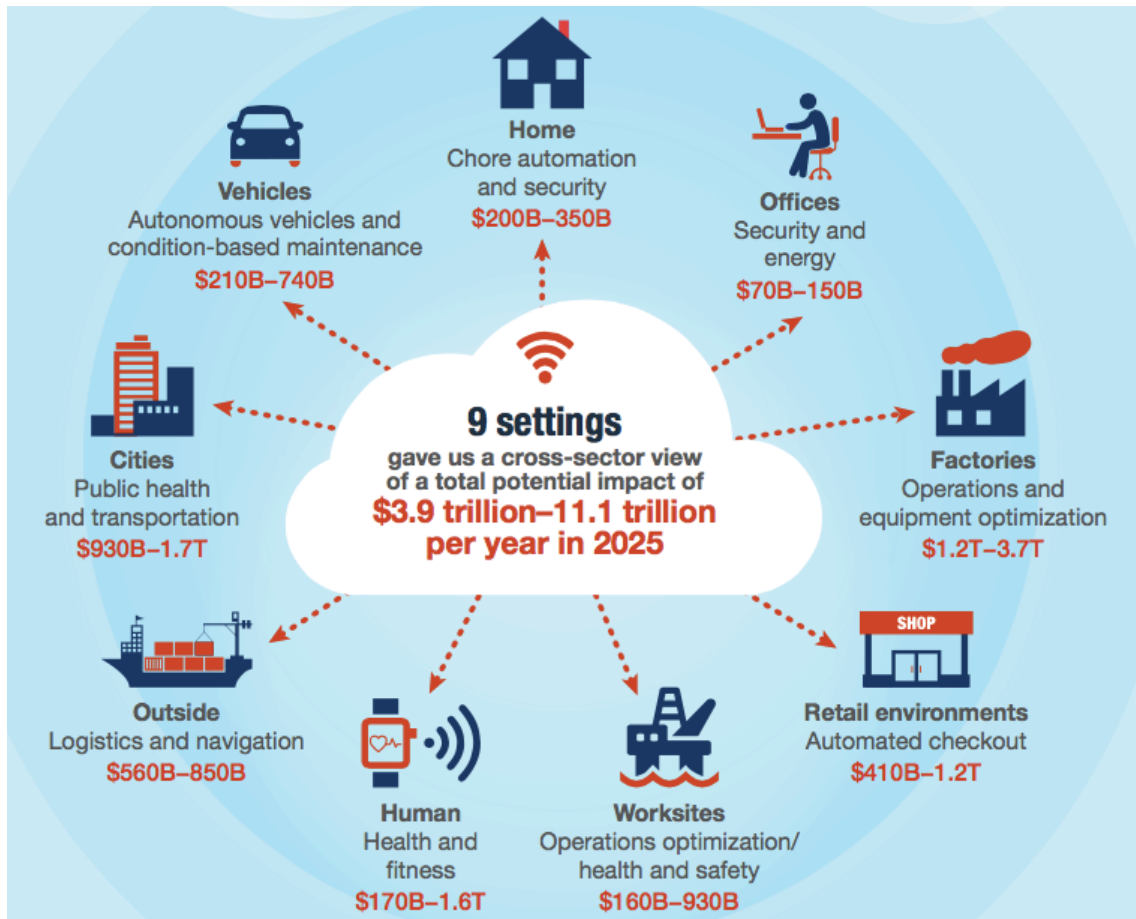 Home
Chore automation
and security
$200B–350B
Offices
Security and
energy
$70B–150B
Vehicles
Autonomous vehicles and
condition-based maintenance
$210B–740B
9 settings
gave us a cross-sector view
of a total potential impact of
$3.9 trillion–11.1 trillion
per year in 2025
Cities
Public health
and transportation
$930B–1.7T
Factories
Operations and
equipment optimization
$1.2T–3.7T
Outside
Logistics and navigation
$560B–850B
SHOP
Retail environments
Automated checkout
$410B–1.2T
Human
Health and
fitness
$170B–1.6T
Worksites
Operations optimization/
health and safety
$160B–930B